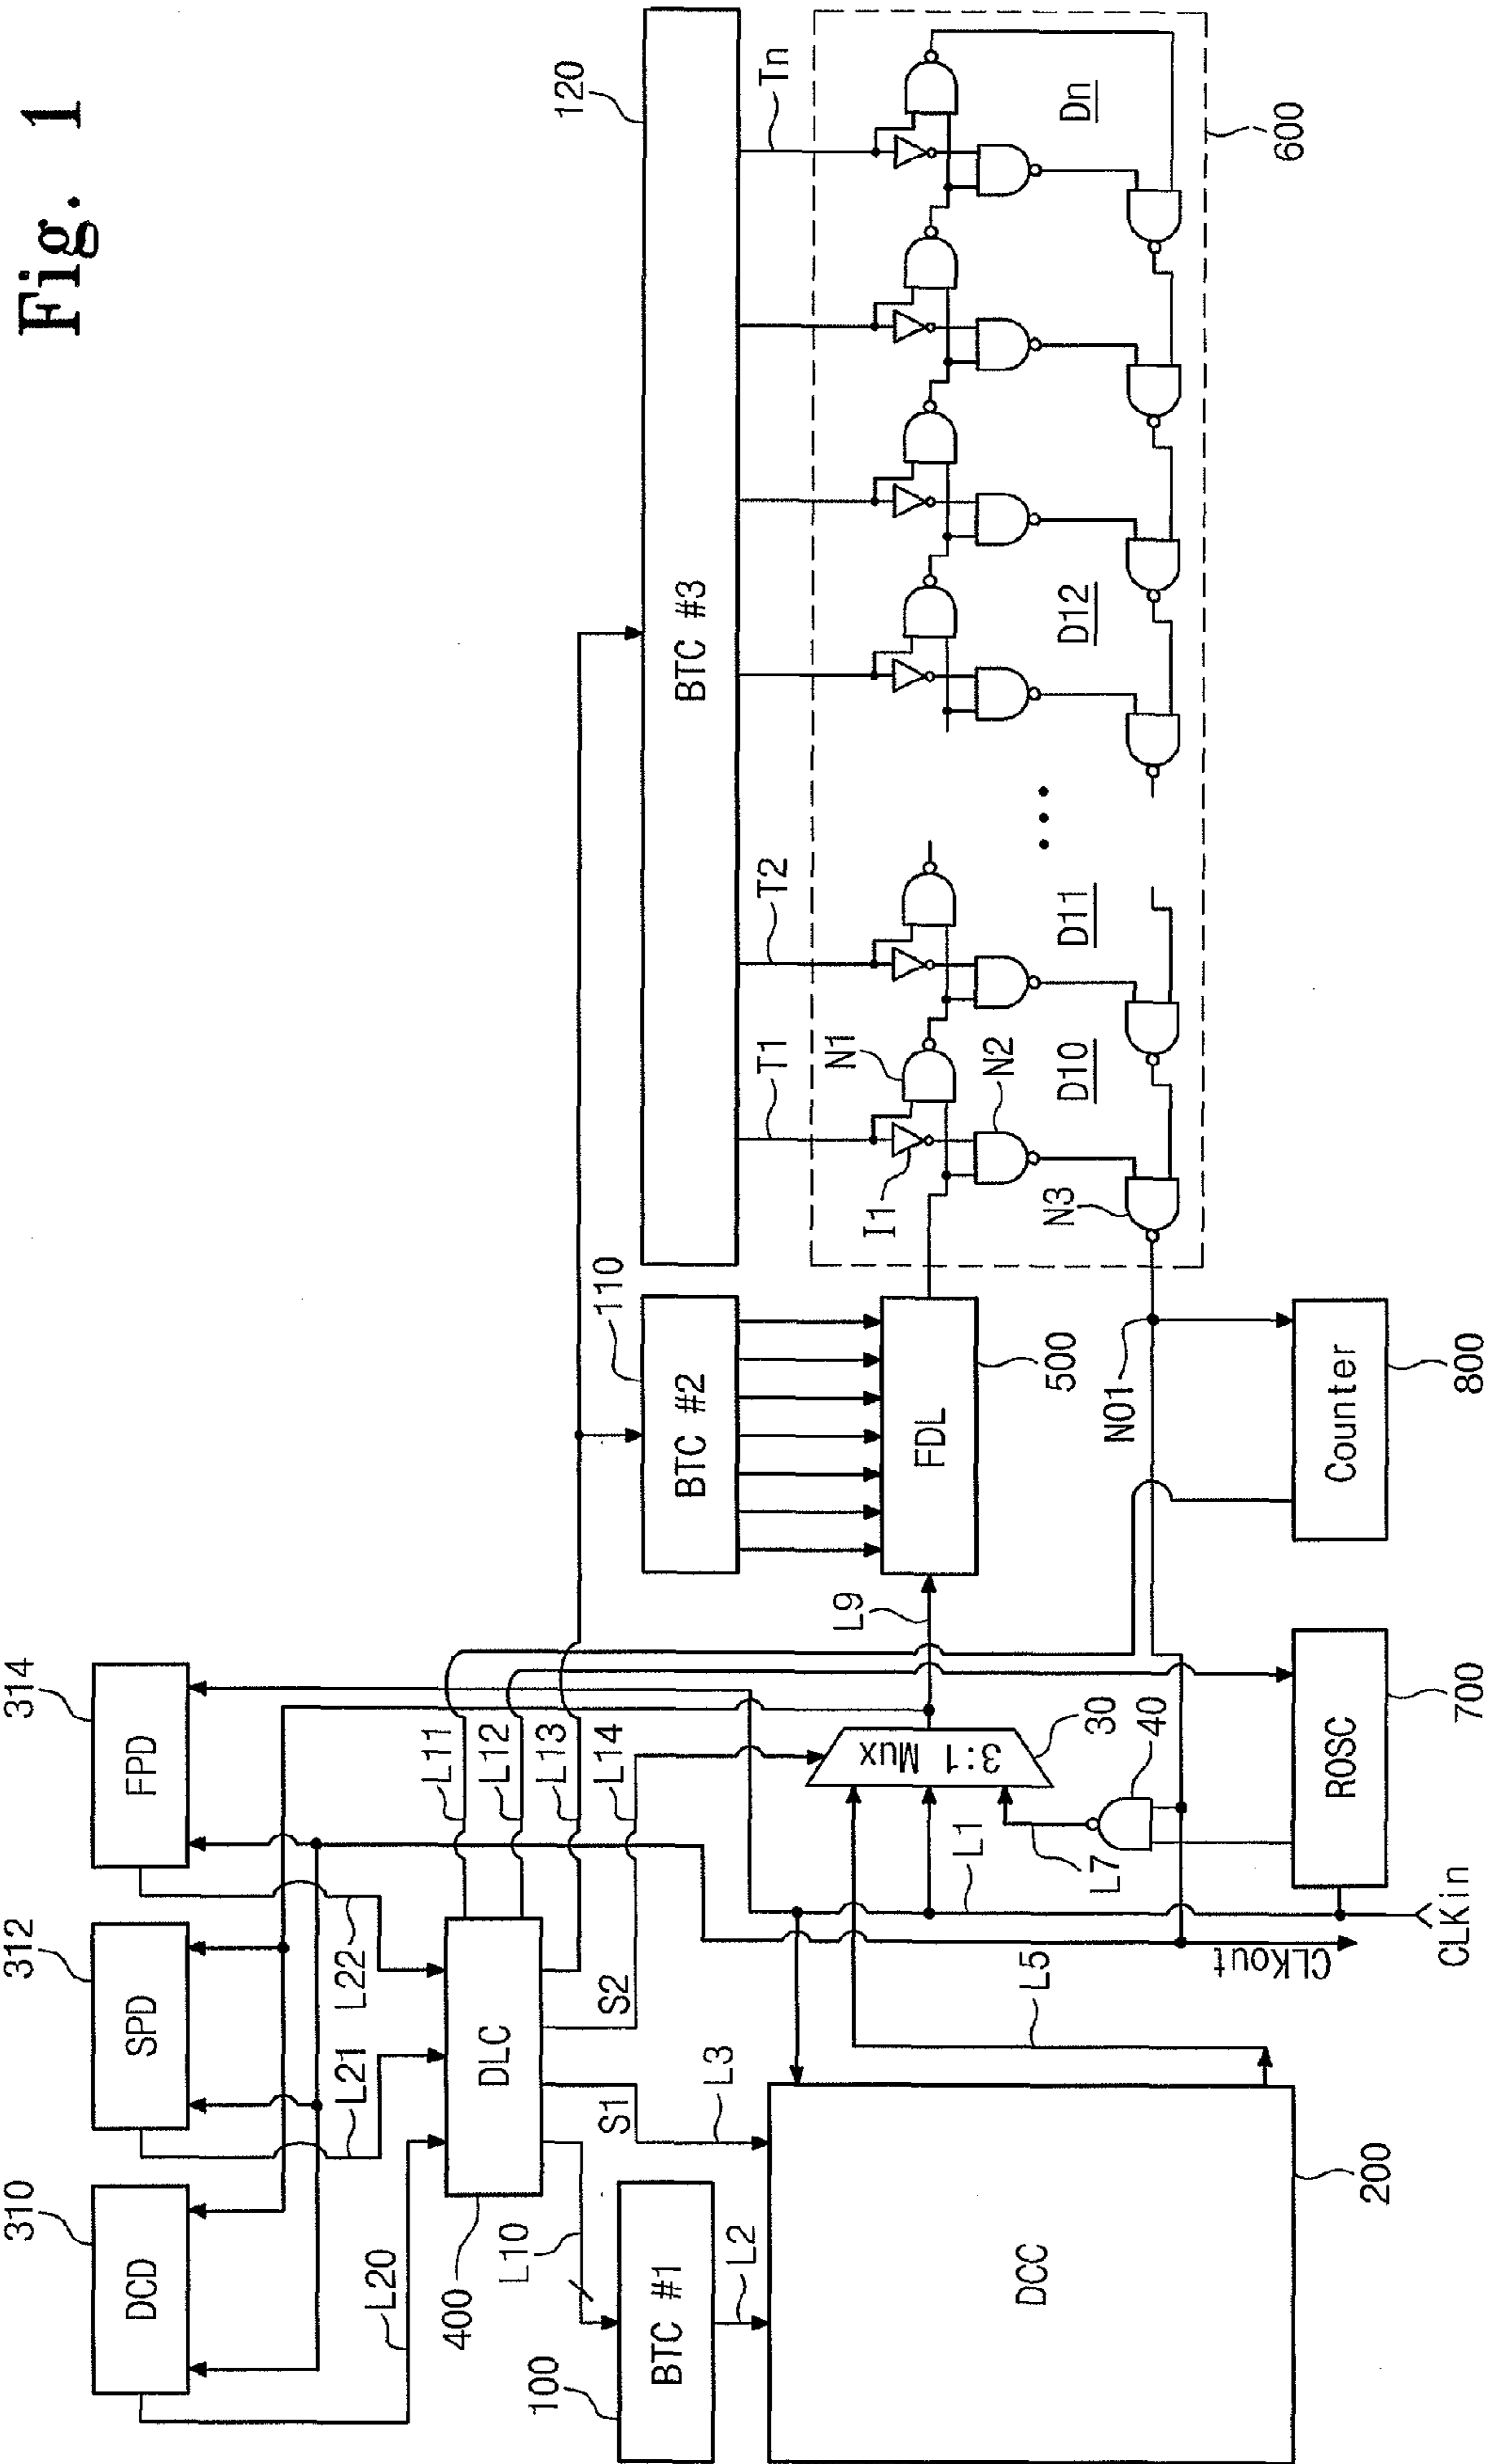 Fig. 1
310
DCD
312
SPD
314
FPD
L20
L21
L22
400
DLC
L10
S1
S2
L11
L12
L13
L14
100
BTC #1
L2
L3
110
BTC #2
120
BTC #3
T1
T2
Tn
200
DCC
L5
3:1 Mux
30
40
L7
L1
L9
FDL
500
I1
N1
N2
N3
D10
D11
D12
Dn
600
NO1
CLKout
CLKin
ROSC
700
Counter
800